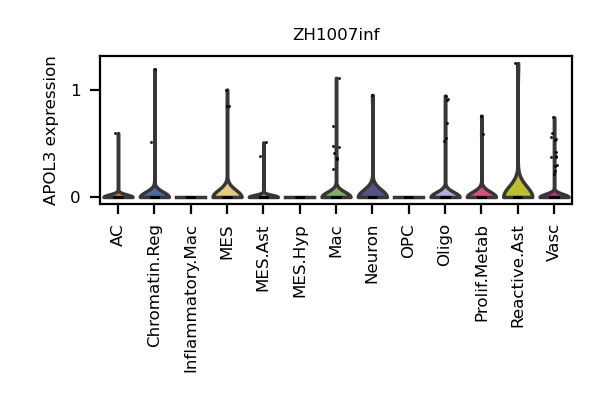 ZH1007inf
APOL3 expression
1
0
AC
Chromatin.Reg
Inflammatory.Mac
MES
MES.Ast
MES.Hyp
Mac
Neuron
OPC
Oligo
Prolif.Metab
Reactive.Ast
Vasc